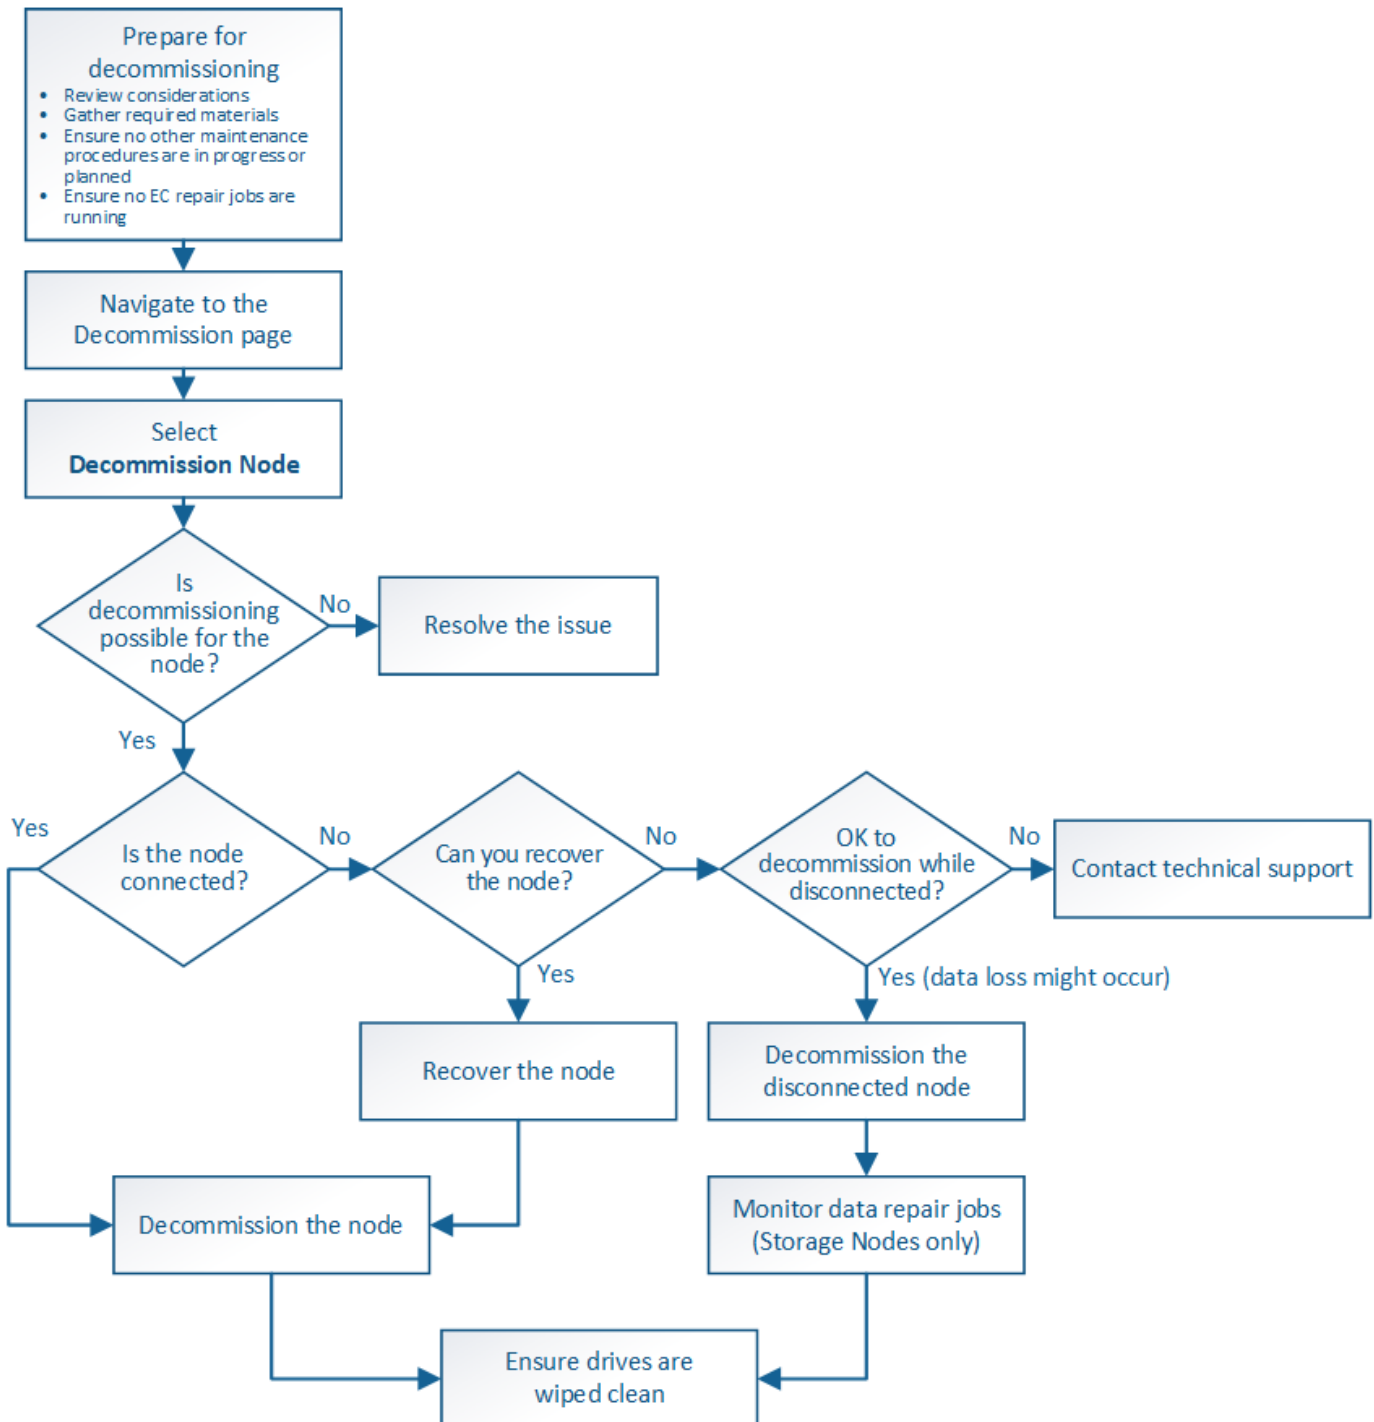 Prepare for
decommissioning
• Review considerations
• Gather required materials
• Ensure no other maintenance
procedures are in progress or
planned
• Ensure no EC repair jobs are
running
Navigate to the
Decommission page
Select
Decommission Node
Is
decommissioning
possible for the
node?
No
Resolve the issue
Yes
Yes
Is the node
connected?
No
Can you recover
the node?
No
OK to
decommission while
disconnected?
No
Contact technical support
Yes
Yes (data loss might occur)
Recover the node
Decommission the
disconnected node
Decommission the node
Monitor data repair jobs
(Storage Nodes only)
Ensure drives are
wiped clean